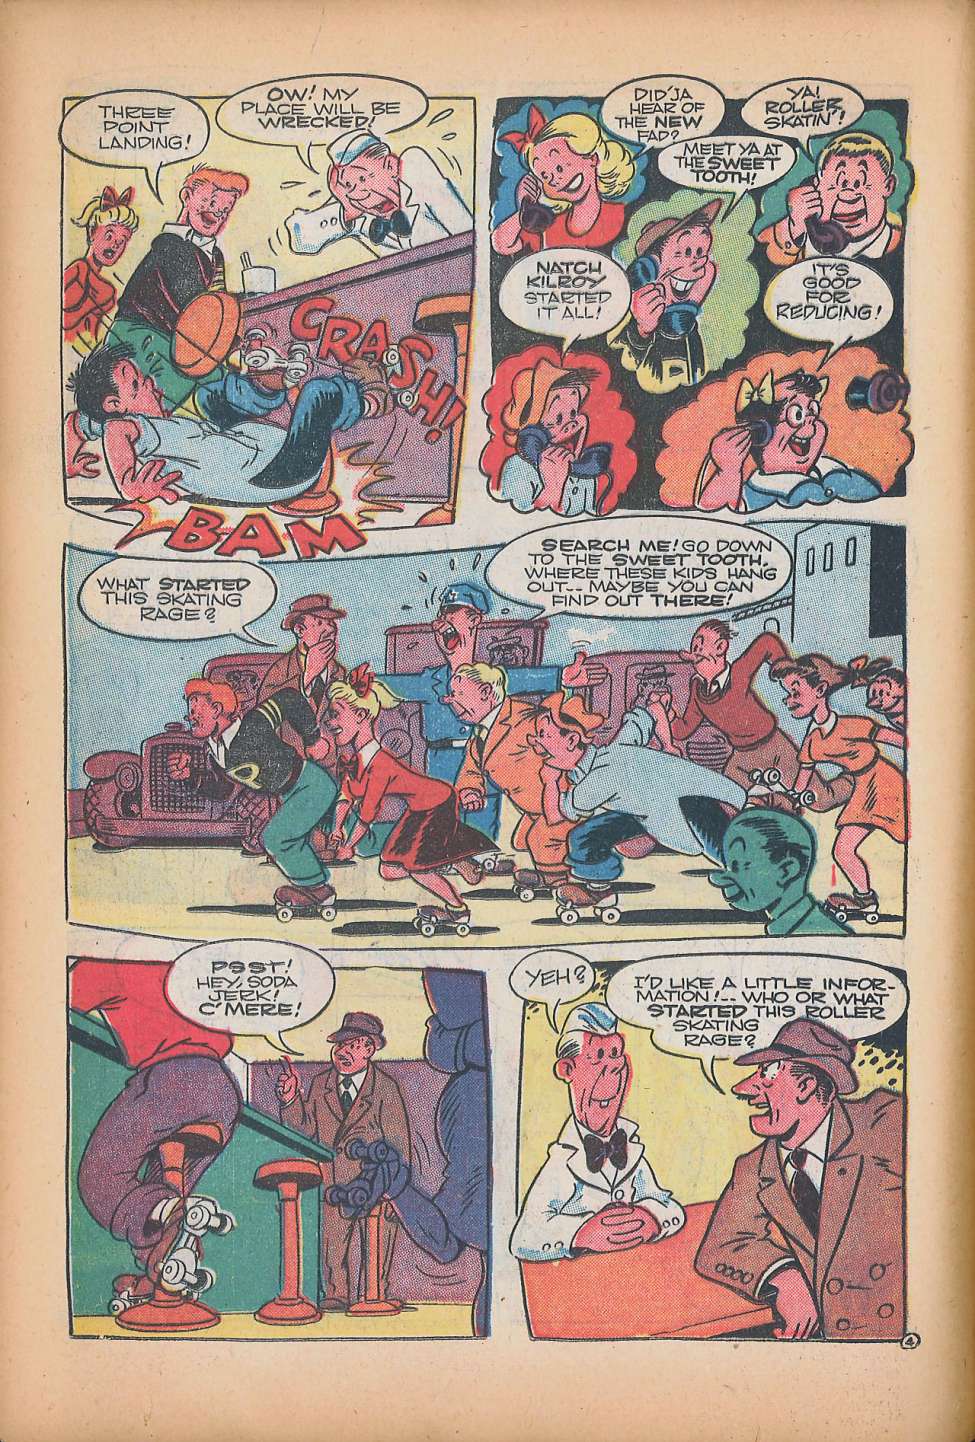 THREE
POINT
LANDING!
OW! MY
PLACE WILL BE
WRECKED!
CRASH!
BAM
DID'JA
HEAR OF
THE NEW
FAD?
YA!
ROLLER
SKATIN'!
MEET YA AT
THE SWEET
TOOTH!
NATCH
KILROY
STARTED
IT ALL!
IT'S
GOOD
FOR
REDUCING!
WHAT STARTED
THIS SKATING
RAGE?
SEARCH ME! GO DOWN
TO THE SWEET TOOTH,
WHERE THESE KIDS HANG
OUT-- MAYBE YOU CAN
FIND OUT THERE!
P
PSST!
HEY, SODA
JERK!
C'MERE!
YEH?
I'D LIKE A LITTLE INFOR-
MATION!-- WHO OR WHAT
STARTED THIS ROLLER
SKATING
RAGE?
4